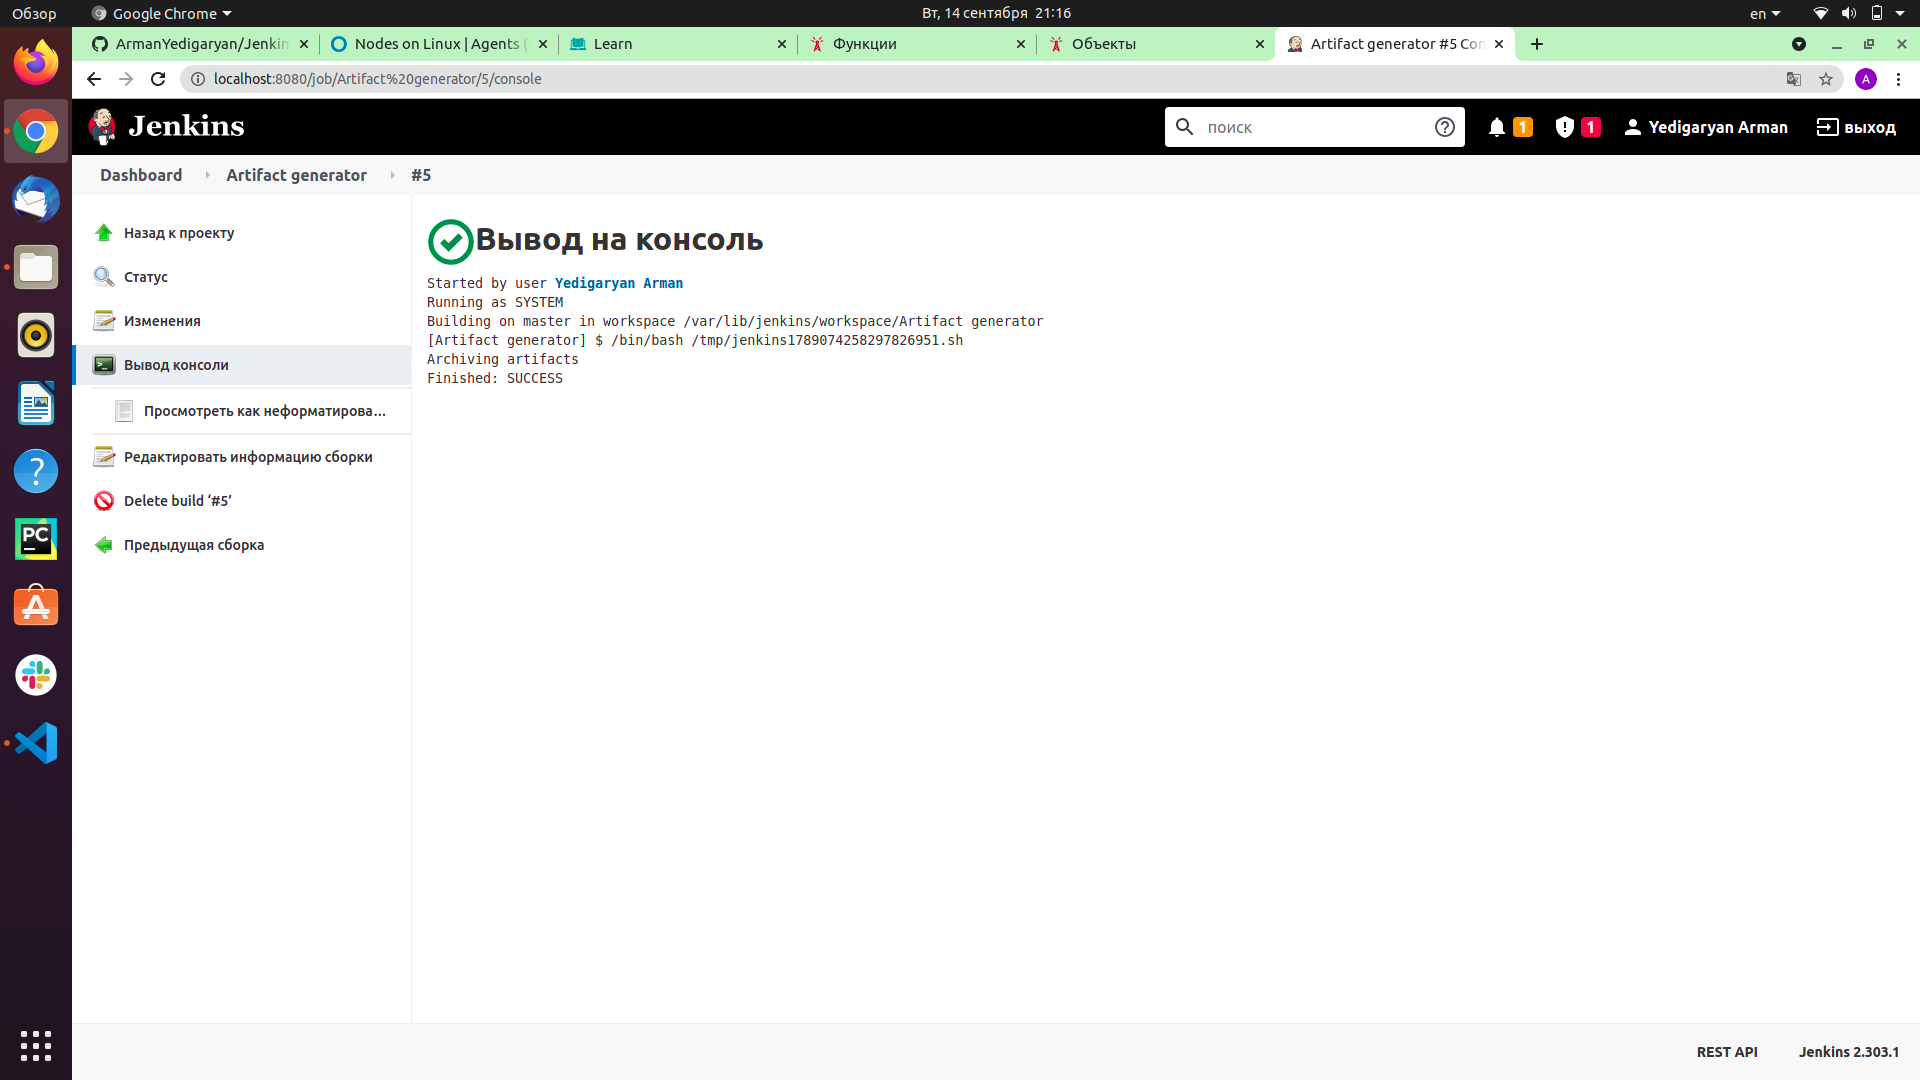 Обзор
Google Chrome
Вт, 14 сентября 21:16
en
ArmanYedigaryan/Jenkin
Nodes on Linux | Agents (
Learn
Функции
Объекты
Artifact generator #5 Con
localhost:8080/job/Artifact%20generator/5/console
A
Jenkins
поиск
1
1
Yedigaryan Arman
выход
Dashboard
Artifact generator
#5
Назад к проекту
Статус
Изменения
Вывод консоли
Просмотреть как неформатирова...
Редактировать информацию сборки
Delete build ‘#5’
Предыдущая сборка
Вывод на консоль
Started by user Yedigaryan Arman
Running as SYSTEM
Building on master in workspace /var/lib/jenkins/workspace/Artifact generator
[Artifact generator] $ /bin/bash /tmp/jenkins1789074258297826951.sh
Archiving artifacts
Finished: SUCCESS
PC
REST API
Jenkins 2.303.1